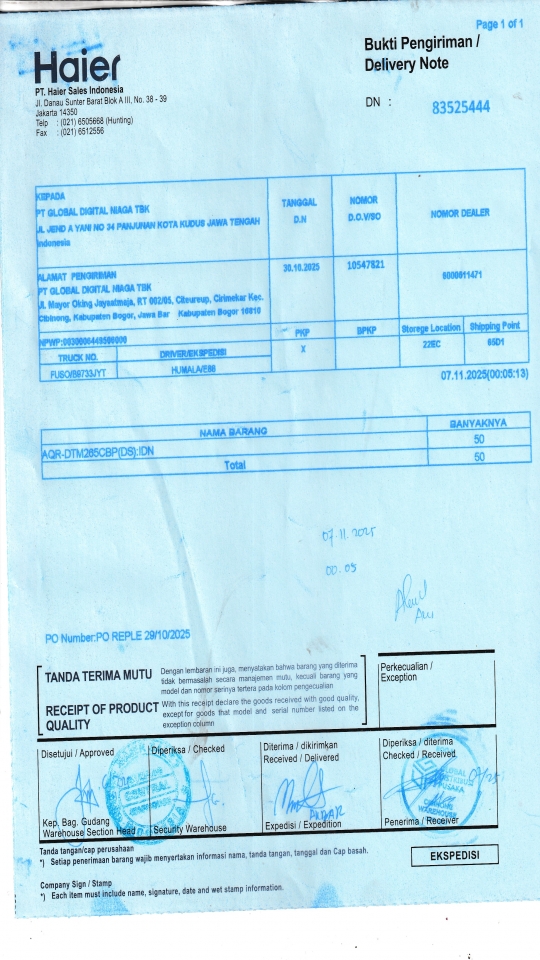 Page 1 of 1
Haier
Bukti Pengiriman /
Delivery Note
PT. Haier Sales Indonesia
Jl. Danau Sunter Barat Blok A III, No. 38 - 39
Jakarta 14350
Telp : (021) 6505668 (Hunting)
Fax : (021) 6512556
DN : 83525444
KEPADA
PT GLOBAL DIGITAL NIAGA TBK
JL JEND A YANI NO 34 PANJUNAN KOTA KUDUS JAWA TENGAH
Indonesia
TANGGAL
D.N
NOMOR
D.O.V/SO
NOMOR DEALER
ALAMAT PENGIRIMAN
PT GLOBAL DIGITAL NIAGA TBK
Jl. Mayor Oking Jayaatmaja, RT 002/05, Citeureup, Cirimekar Kec.
Cibinong, Kabupaten Bogor, Jawa Bar Kabupaten Bogor 16810
30.10.2025
10547821
6000611471
NPWP:
PKP
BPKP
Storege Location
Shipping Point
TRUCK NO.
DRIVER/EKSPEDISI
X
22EC
65D1
FUSO/B9733/JYT
HUMALA/E88
07.11.2025(00:05:13)
NAMA BARANG
BANYAKNYA
AQR-DTM265CBP(DS);IDN
50
Total
50
07.11.2025
00.05
PO Number:PO REPLE 29/10/2025
TANDA TERIMA MUTU
Dengan lembaran ini juga, menyatakan bahwa barang yang diterima
tidak bermasalah secara manajemen mutu, kecuali barang yang
model dan nomor serinya tertera pada kolom pengecualian
RECEIPT OF PRODUCT
QUALITY
With this receipt declare the goods received with good quality,
except for goods that model and serial number listed on the
exception column
Perkecualian /
Exception
Disetujui / Approved
Diperiksa / Checked
Diterima / dikirimkan
Received / Delivered
Diperiksa / diterima
Checked / Received
AKBAR
Kep. Bag. Gudang
Warehouse Section Head
Security Warehouse
Expedisi / Expedition
Penerima / Receiver
Tanda tangan/cap perusahaan
*) Setiap penerimaan barang wajib menyertakan informasi nama, tanda tangan, tanggal dan Cap basah.
EKSPEDISI
Company Sign / Stamp
*) Each item must include name, signature, date and wet stamp information.